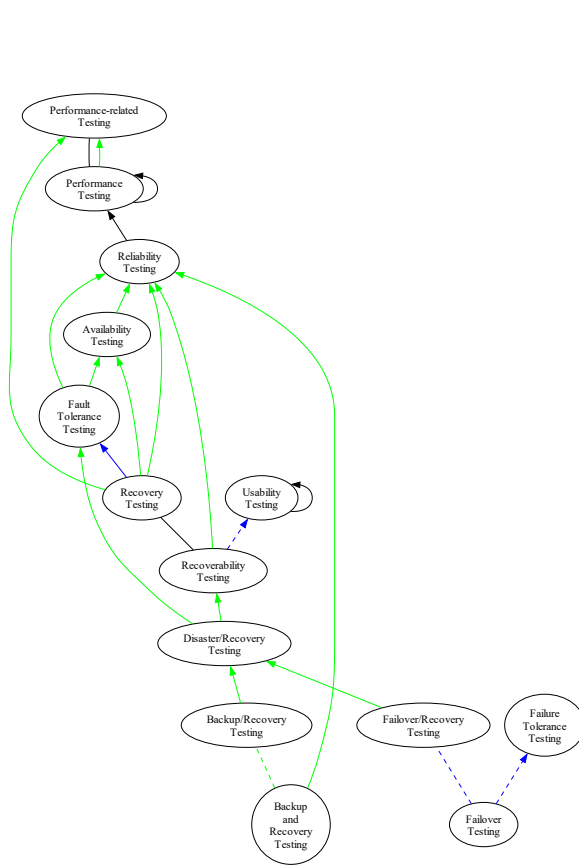 Performance-related
Testing
Performance
Testing
Reliability
Testing
Availability
Testing
Fault
Tolerance
Testing
Recovery
Testing
Usability
Testing
Recoverability
Testing
Disaster/Recovery
Testing
Backup/Recovery
Testing
Failover/Recovery
Testing
Failure
Tolerance
Testing
Backup
and
Recovery
Testing
Failover
Testing